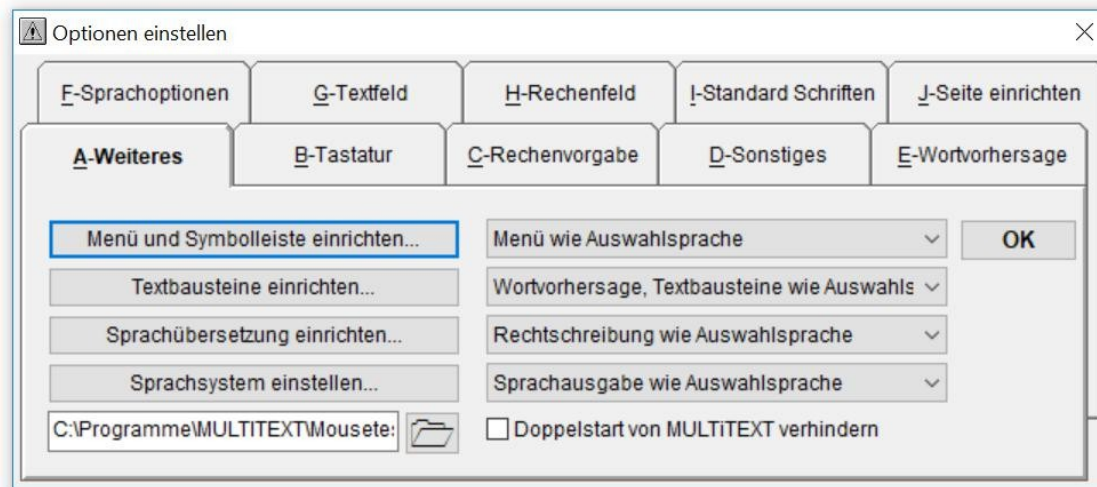 Optionen einstellen
F-Sprachoptionen
G-Textfeld
H-Rechenfeld
I-Standard Schriften
J-Seite einrichten
A-Weiteres
B-Tastatur
C-Rechenvorgabe
D-Sonstiges
E-Wortvorhersage
Menü und Symbolleiste einrichten...
Menü wie Auswahlsprache
OK
Textbausteine einrichten...
Wortvorhersage, Textbausteine wie Auswahls
Sprachübersetzung einrichten...
Rechtschreibung wie Auswahlsprache
Sprachsystem einstellen...
Sprachausgabe wie Auswahlsprache
C:\Programme\MULTITEXT\Mousete
Doppelstart von MULTiTEXT verhindern